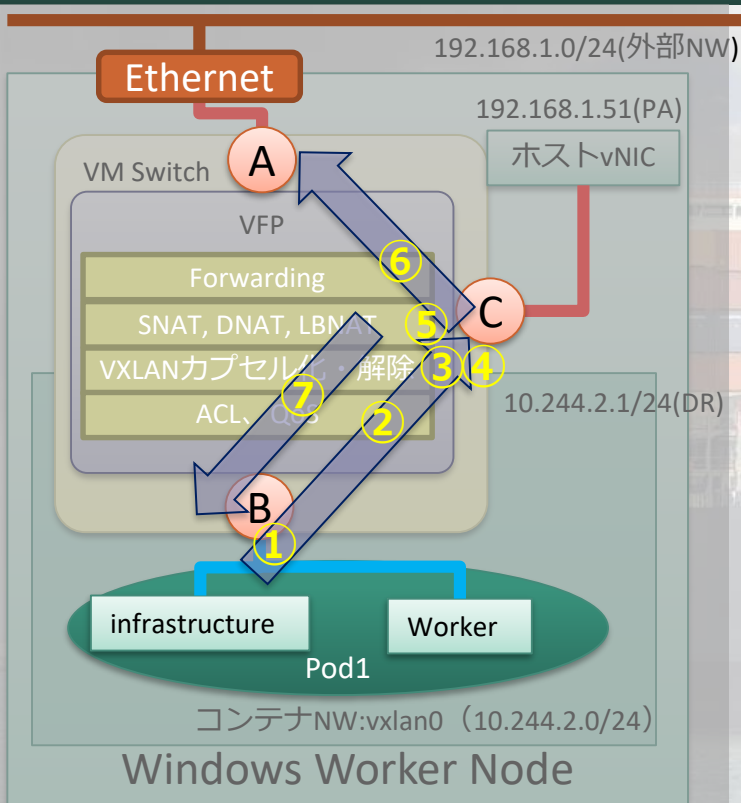 192.168.1.0/24(外部NW)
Ethernet
192.168.1.51(PA)
ホストvNIC
VM Switch
A
VFP
⑥
Forwarding
C
SNAT, DNAT, LBNAT
⑤
VXLANカプセル化・解除
③
④
⑦
10.244.2.1/24(DR)
ACL、QoS
②
B
①
infrastructure
Worker
Pod1
コンテナNW:vxlan0（10.244.2.0/24）
Windows Worker Node